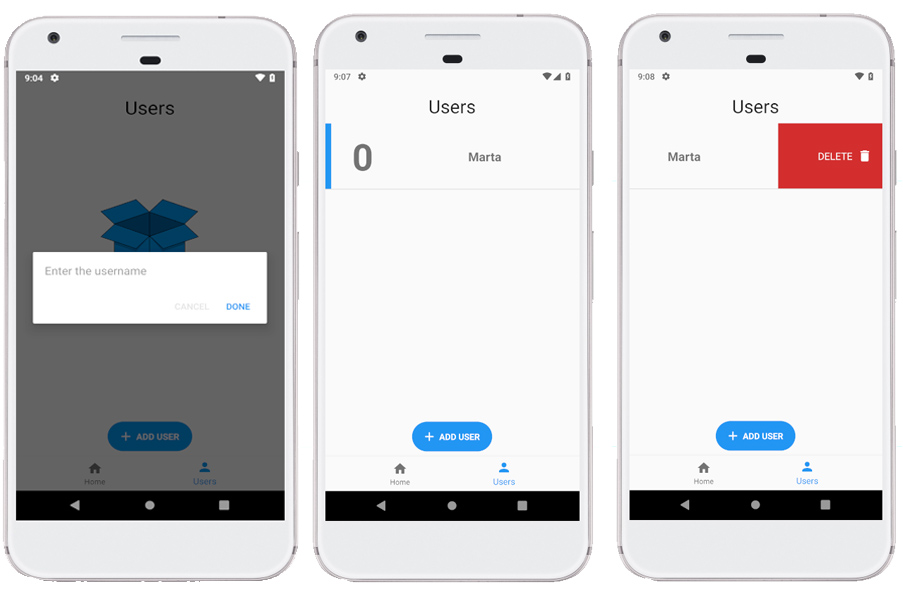 9:04
Users
Enter the username
CANCEL DONE
+ ADD USER
Home Users
9:07
Users
0 Marta
+ ADD USER
Home Users
9:08
Users
Marta DELETE
+ ADD USER
Home Users